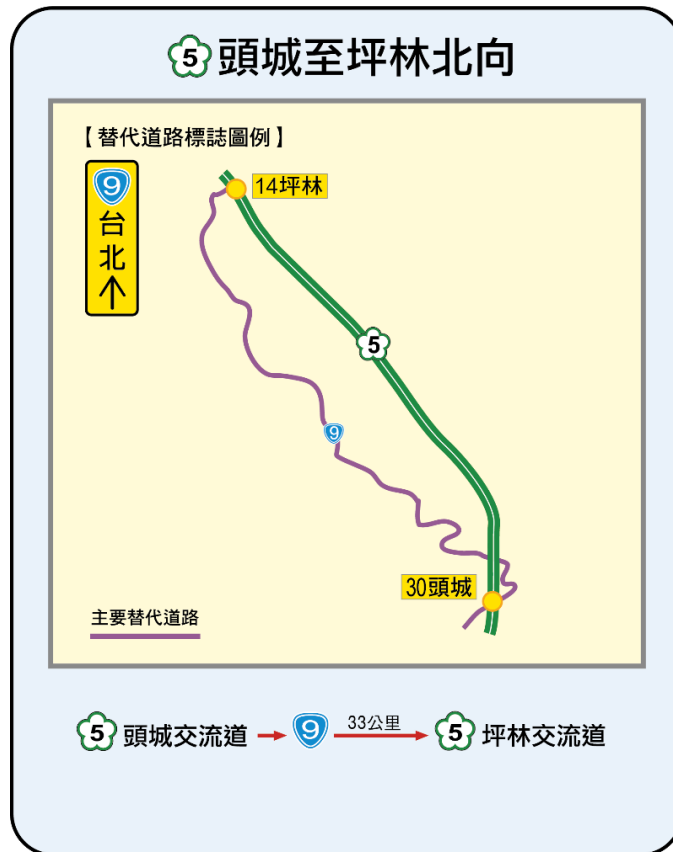 5 頭城至坪林北向
【替代道路標誌圖例】
9
台
北
14坪林
5
9
30頭城
主要替代道路
5 頭城交流道 9 33公里 5 坪林交流道